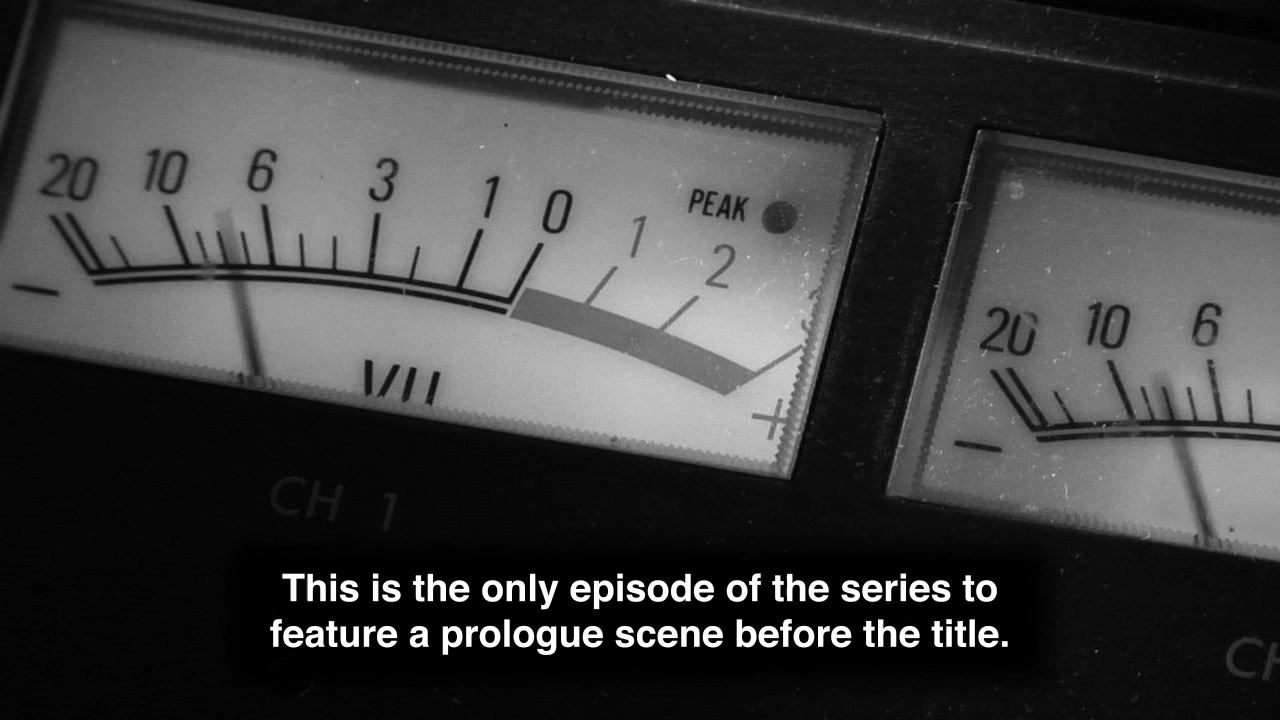 20 10 6 3 1 0 1 2
PEAK
−
VU
+
CH 1
20 10 6
−
CH
This is the only episode of the series to
feature a prologue scene before the title.